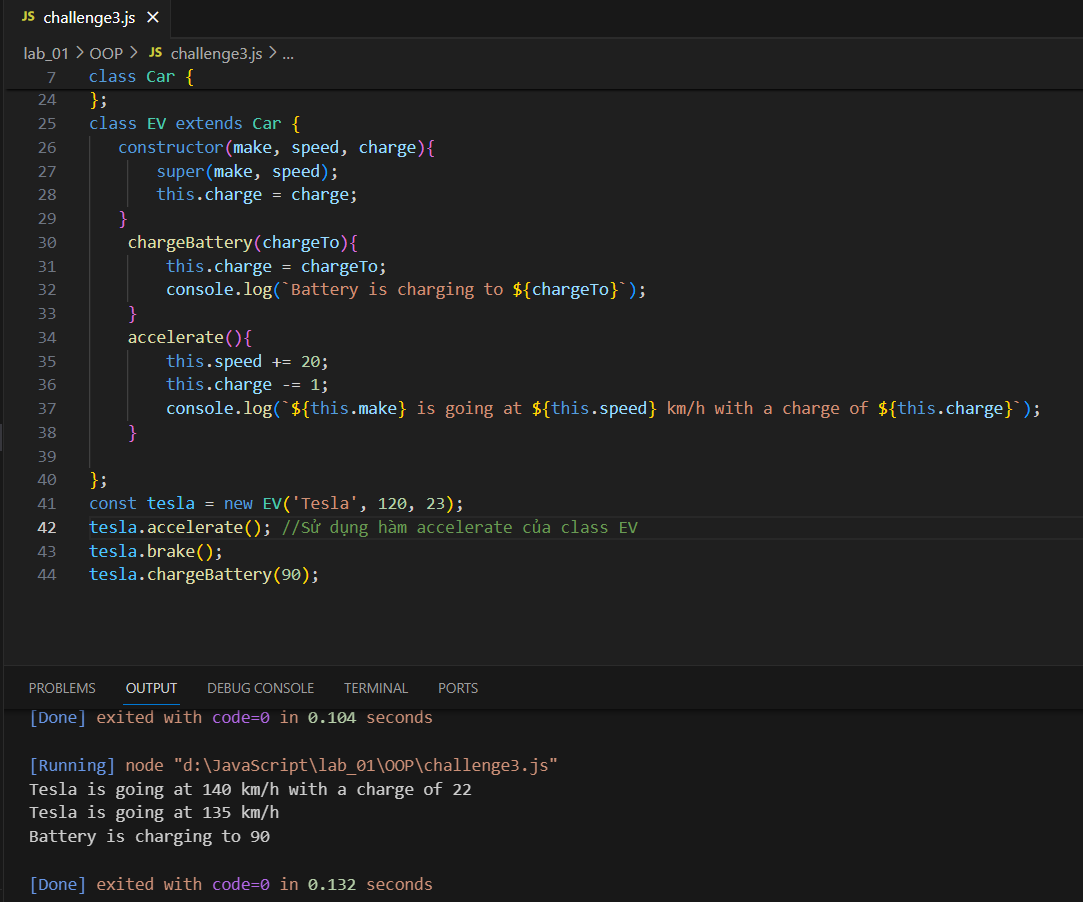 JS challenge3.js ×
lab_01 > OOP > JS challenge3.js > ...
7 class Car {
24 };
25 class EV extends Car {
26 constructor(make, speed, charge){
27 super(make, speed);
28 this.charge = charge;
29 }
30 chargeBattery(chargeTo){
31 this.charge = chargeTo;
32 console.log(`Battery is charging to ${chargeTo}`);
33 }
34 accelerate(){
35 this.speed += 20;
36 this.charge -= 1;
37 console.log(`${this.make} is going at ${this.speed} km/h with a charge of ${this.charge}`);
38 }
39
40 };
41 const tesla = new EV('Tesla', 120, 23);
42 tesla.accelerate(); //Sử dụng hàm accelerate của class EV
43 tesla.brake();
44 tesla.chargeBattery(90);
PROBLEMS OUTPUT DEBUG CONSOLE TERMINAL PORTS
[Done] exited with code=0 in 0.104 seconds
[Running] node "d:\JavaScript\lab_01\OOP\challenge3.js"
Tesla is going at 140 km/h with a charge of 22
Tesla is going at 135 km/h
Battery is charging to 90
[Done] exited with code=0 in 0.132 seconds